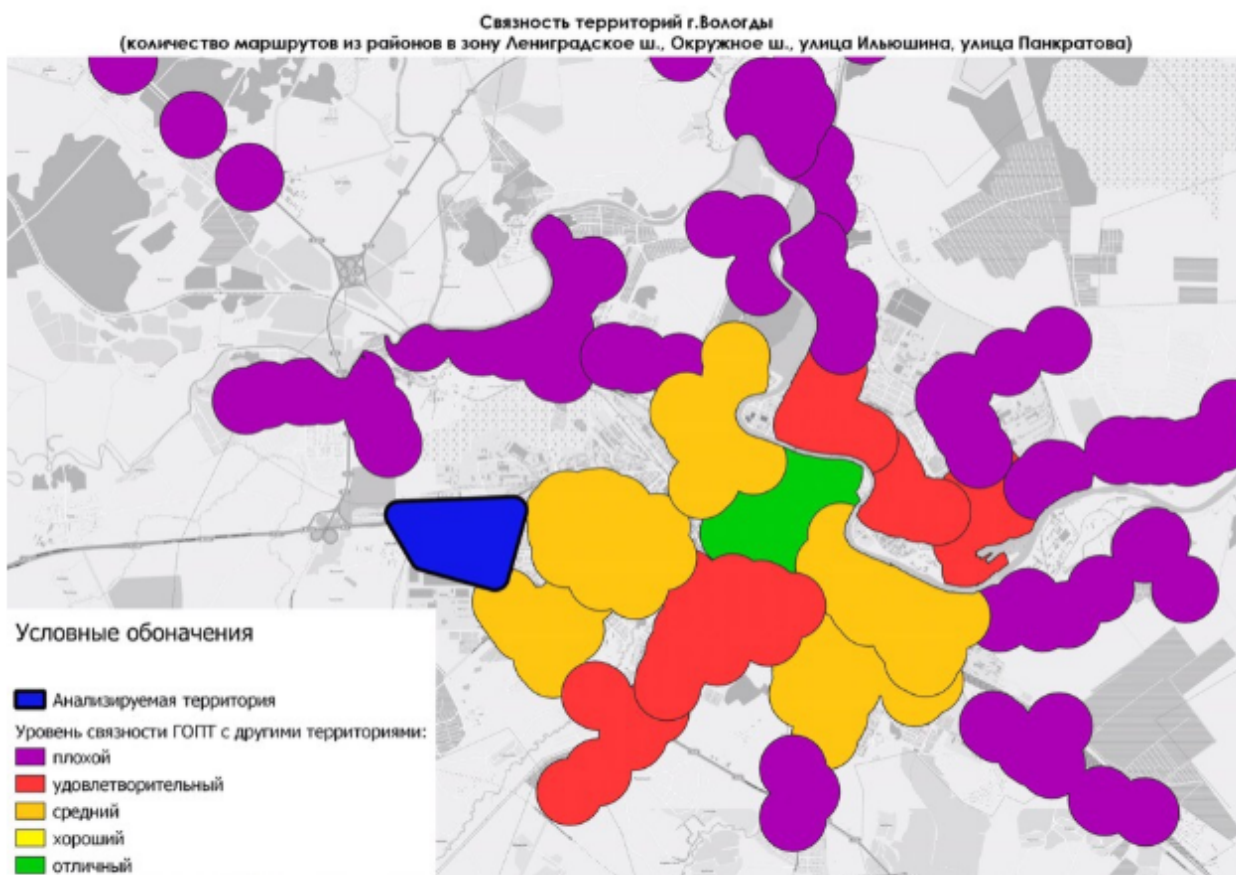 Связность территорий г.Вологды
(количество маршрутов из районов в зону Лениградское ш., Окружное ш., улица Ильюшина, улица Панкратова)
Условные обоначения
Анализируемая территория
Уровень связности ГОПТ с другими территориями:
плохой
удовлетворительный
средний
хороший
отличный